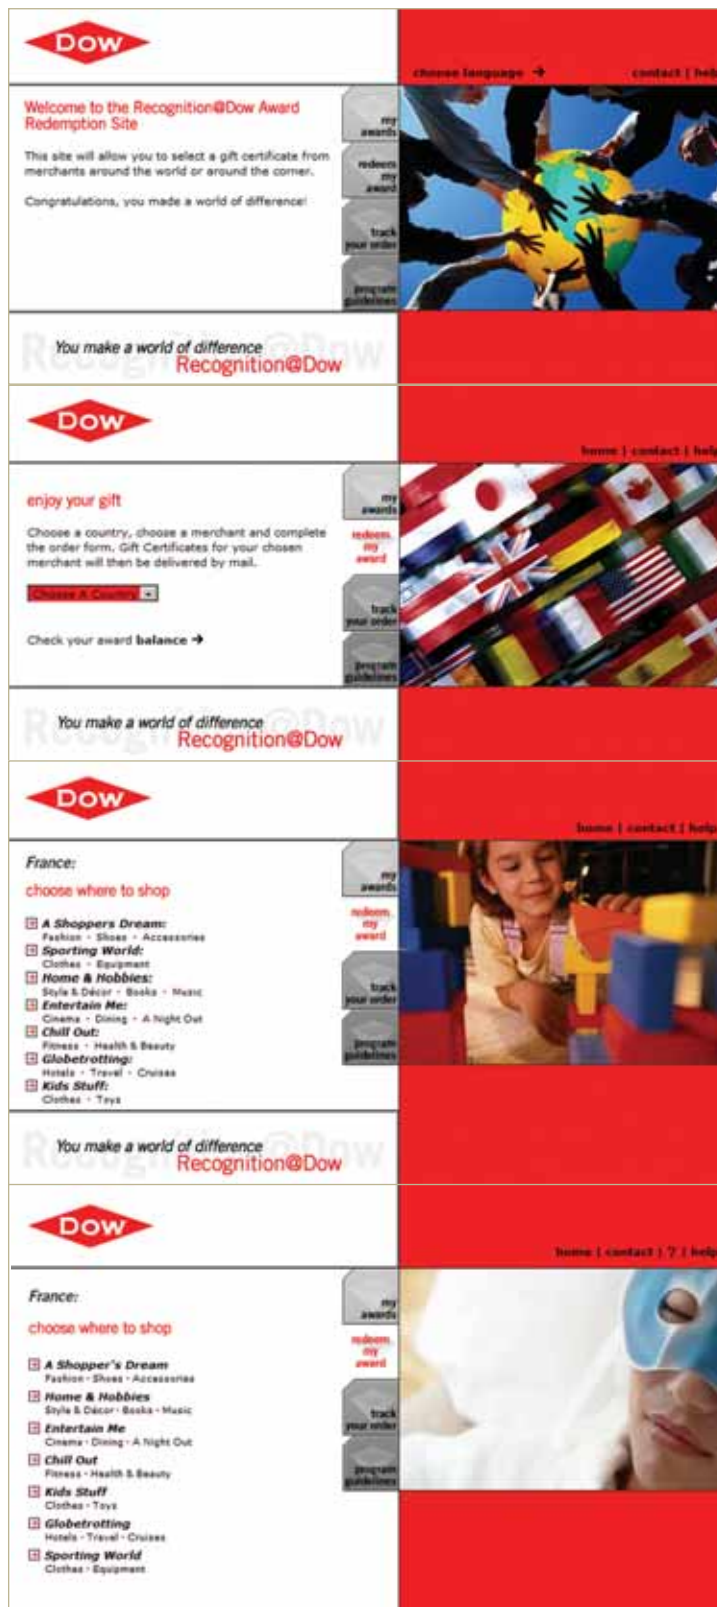 Dow
choose language → contact | help
Welcome to the Recognition@Dow Award
Redemption Site
This site will allow you to select a gift certificate from
merchants around the world or around the corner.
Congratulations, you made a world of difference!
my
awards
redeem
my
award
track
your order
program
guidelines
Recognition@Dow
You make a world of difference
Recognition@Dow
Dow
home | contact | help
enjoy your gift
Choose a country, choose a merchant and complete
the order form. Gift Certificates for your chosen
merchant will then be delivered by mail.
Choose A Country
Check your award balance →
my
awards
redeem
my
award
track
your order
program
guidelines
Recognition@Dow
You make a world of difference
Recognition@Dow
Dow
home | contact | help
France:
choose where to shop
A Shoppers Dream:
Fashion - Shoes - Accessories
Sporting World:
Clothes - Equipment
Home & Hobbies:
Style & Décor - Books - Music
Entertain Me:
Cinema - Dining - A Night Out
Chill Out:
Fitness - Health & Beauty
Globetrotting:
Hotels - Travel - Cruises
Kids Stuff:
Clothes - Toys
my
awards
redeem
my
award
track
your order
program
guidelines
Recognition@Dow
You make a world of difference
Recognition@Dow
Dow
home | contact | 7 | help
France:
choose where to shop
A Shopper's Dream
Fashion - Shoes - Accessories
Home & Hobbies
Style & Décor - Books - Music
Entertain Me
Cinema - Dining - A Night Out
Chill Out
Fitness - Health & Beauty
Kids Stuff
Clothes - Toys
Globetrotting
Hotels - Travel - Cruises
Sporting World
Clothes - Equipment
my
awards
redeem
my
award
track
your order
program
guidelines